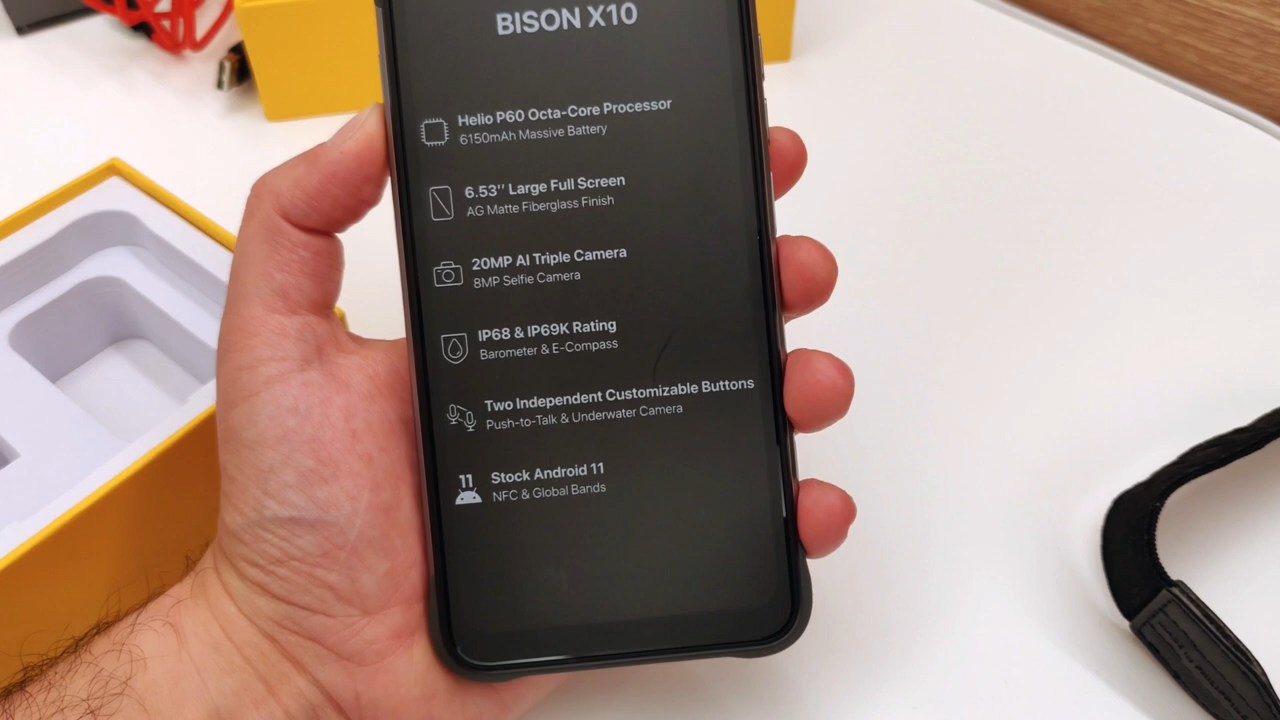 BISON X10
Helio P60 Octa-Core Processor
6150mAh Massive Battery
6.53'' Large Full Screen
AG Matte Fiberglass Finish
20MP AI Triple Camera
8MP Selfie Camera
IP68 & IP69K Rating
Barometer & E-Compass
Two Independent Customizable Buttons
Push-to-Talk & Underwater Camera
11
Stock Android 11
NFC & Global Bands